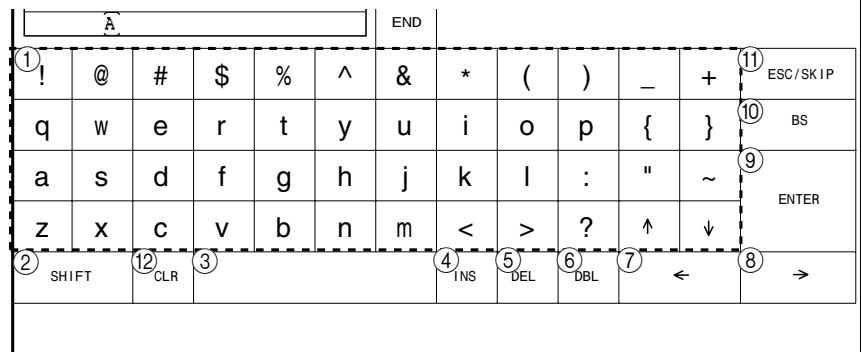 A END
① ! @ # $ % ^ & * ( ) _ + ⑪ ESC/SKIP
q w e r t y u i o p { } ⑩ BS
a s d f g h j k l : " ~ ⑨ ENTER
z x c v b n m < > ? ↑ ↓
② SHIFT ⑫ CLR ③ ④ INS ⑤ DEL ⑥ DBL ⑦ ← ⑧ →